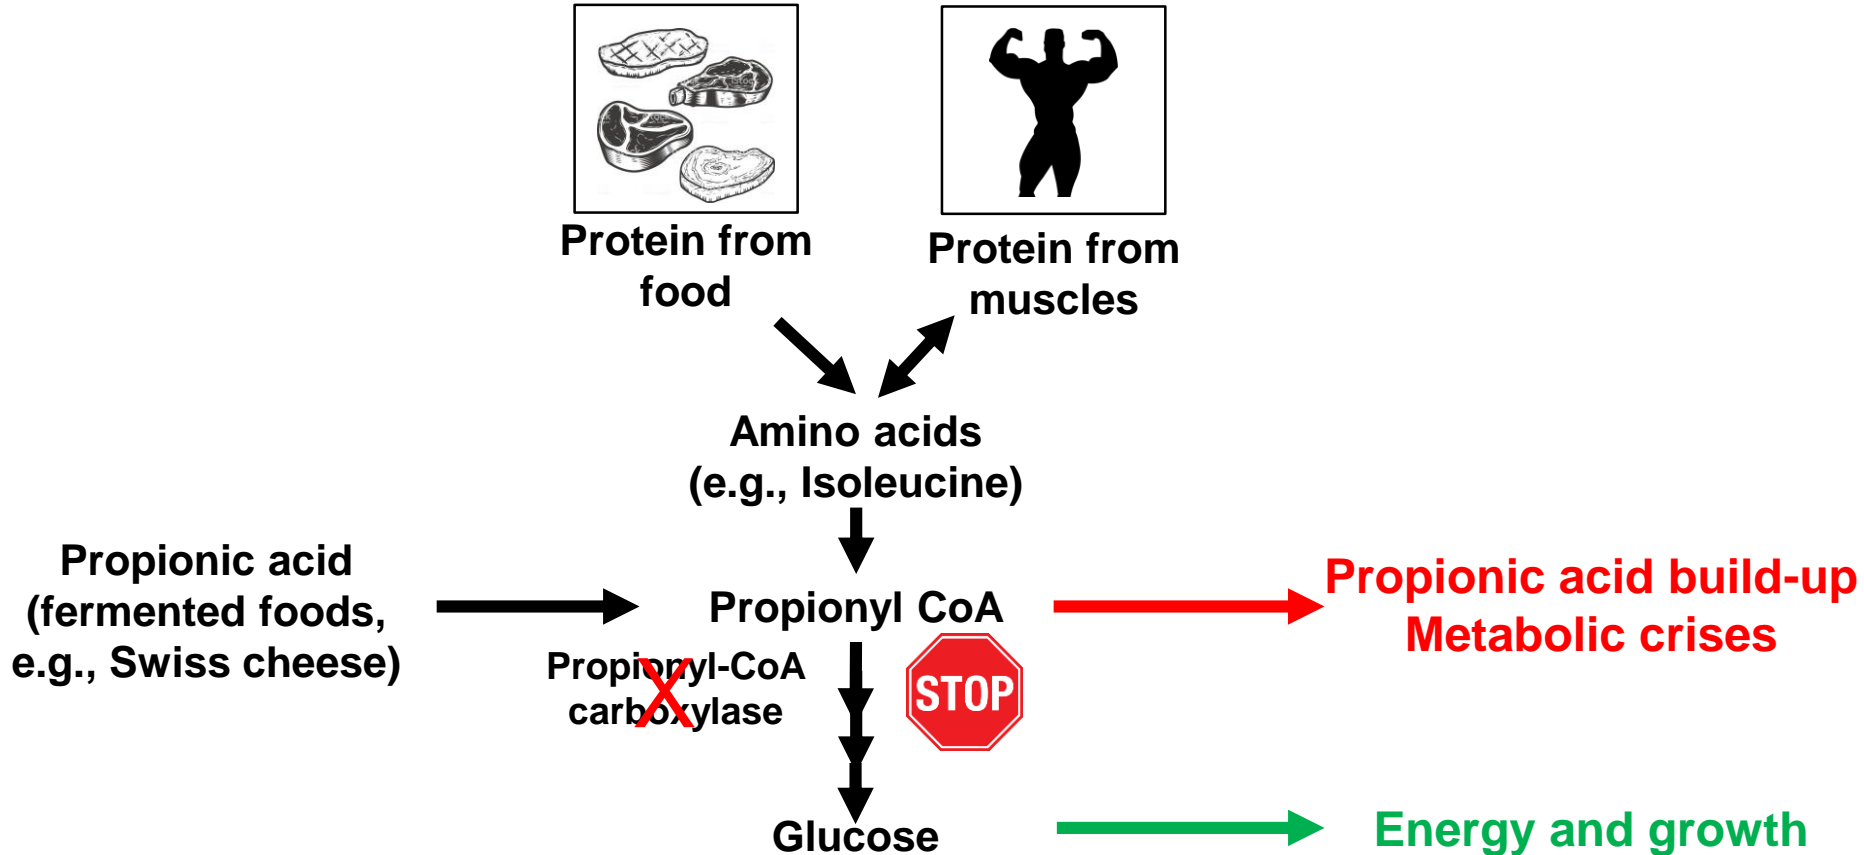 Protein from
food
Protein from
muscles
Amino acids
(e.g., Isoleucine)
Propionic acid
(fermented foods,
e.g., Swiss cheese)
Propionyl CoA
Propionic acid build-up
Metabolic crises
Propionyl-CoA
carboxylase
X
STOP
Glucose
Energy and growth